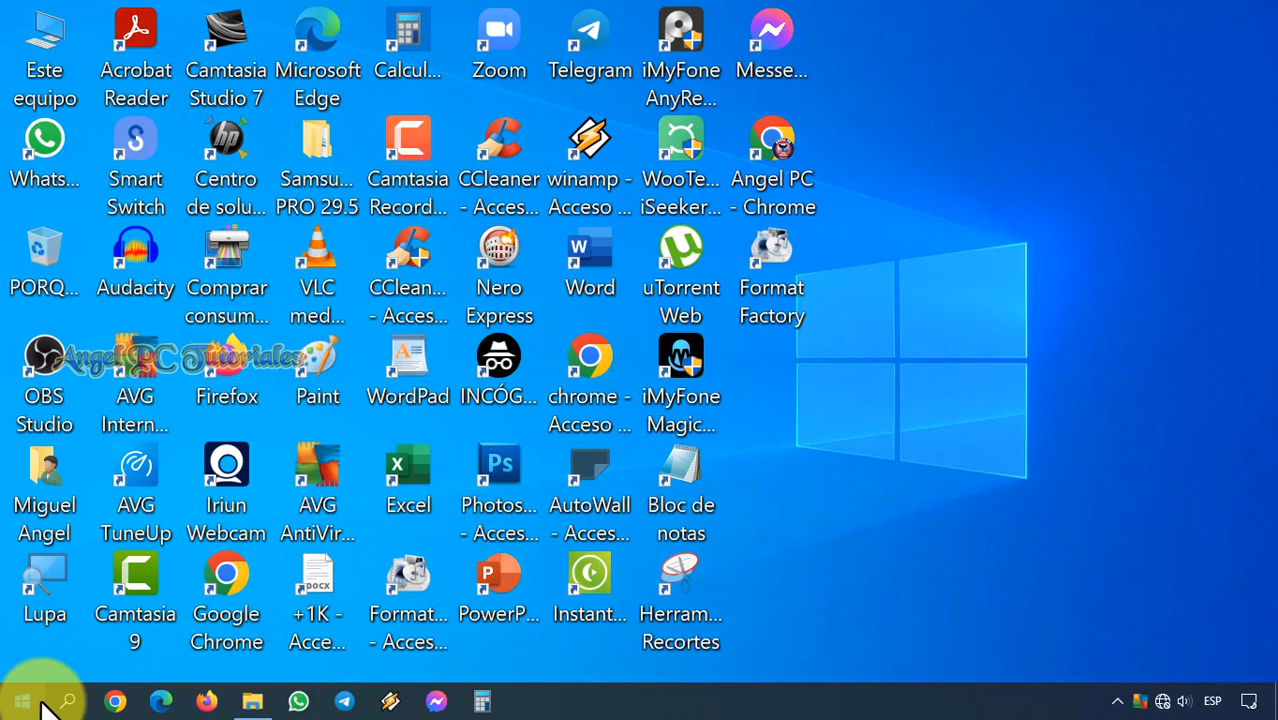 Este equipo
Acrobat Reader
Camtasia Studio 7
Microsoft Edge
Calcul...
Zoom
Telegram
iMyFone AnyRe...
Messe...
Whats...
Smart Switch
Centro de solu...
Samsu... PRO 29.5
Camtasia Record...
CCleaner - Acces...
winamp - Acceso ...
WooTe... iSeeker...
Angel PC - Chrome
PORQ...
Audacity
Comprar consum...
VLC med...
CClean... - Acces...
Nero Express
Word
uTorrent Web
Format Factory
Angel PC Tutoriales
OBS Studio
AVG Intern...
Firefox
Paint
WordPad
INCÓG...
chrome - Acceso ...
iMyFone Magic...
Miguel Angel
AVG TuneUp
Iriun Webcam
AVG AntiVir...
Excel
Photos... - Acces...
AutoWall - Acces...
Bloc de notas
Lupa
Camtasia 9
Google Chrome
+1K - Acce...
Format... - Acces...
PowerP...
Instant...
Herram... Recortes
ESP